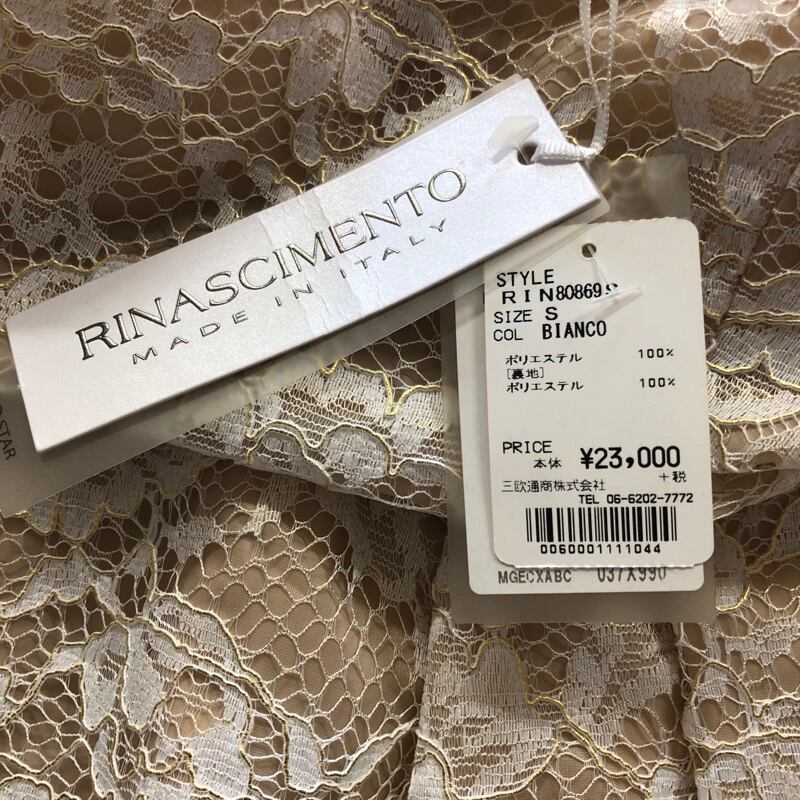 RINASCIMENTO
MADE IN ITALY
STAR
STYLE
RIN80869
SIZE S
COL BIANCO
ポリエステル 100%
[裏地]
ポリエステル 100%
PRICE
本体 ¥23,000
+税
三欧通商株式会社
TEL 06-6202-7772
0060001111044
MGECXABC 037X990